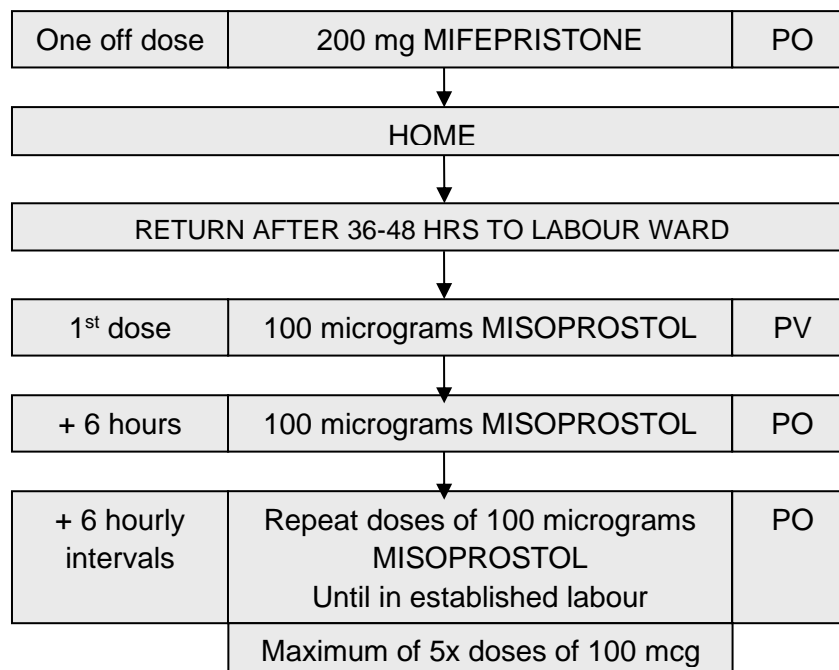 One off dose 200 mg MIFEPRISTONE PO
HOME
RETURN AFTER 36-48 HRS TO LABOUR WARD
1st dose 100 micrograms MISOPROSTOL PV
+ 6 hours 100 micrograms MISOPROSTOL PO
+ 6 hourly Repeat doses of 100 micrograms PO
intervals MISOPROSTOL
Until in established labour
Maximum of 5x doses of 100 mcg